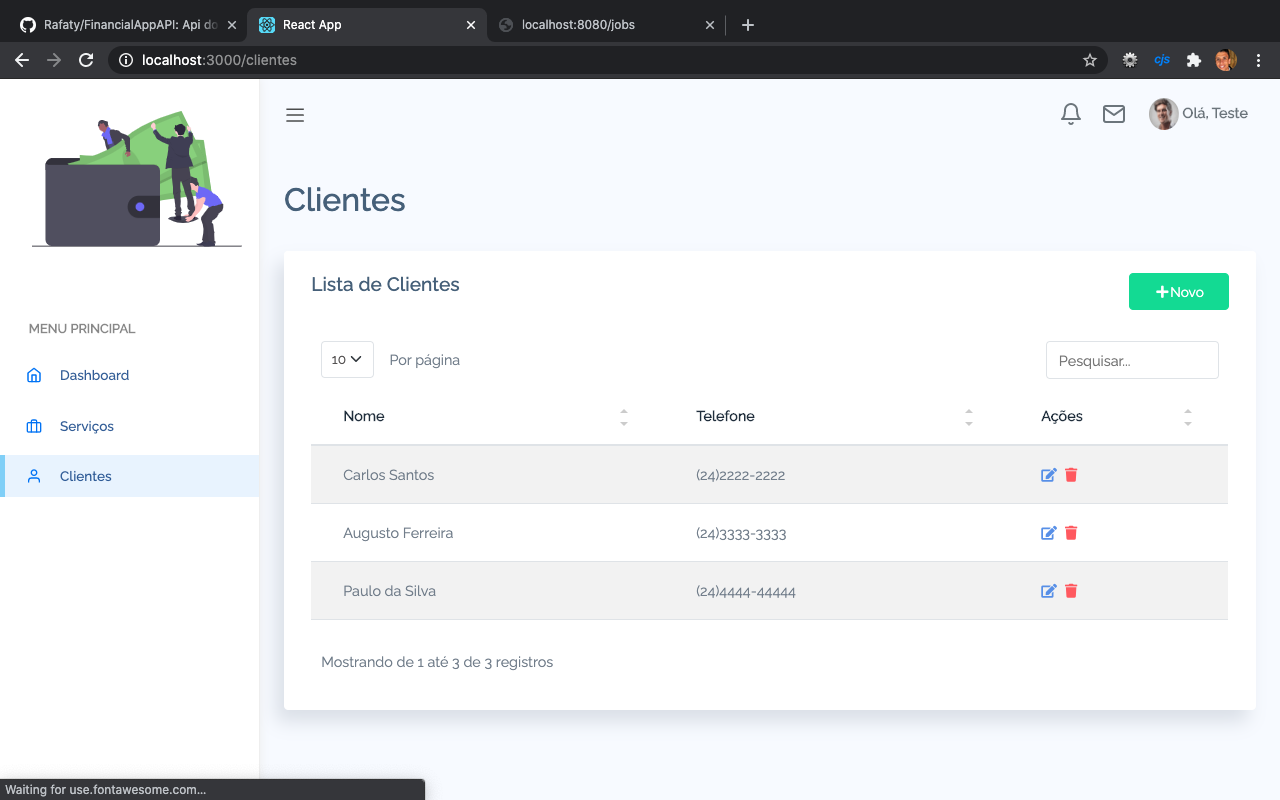 Rafaty/FinancialAppAPI: Api do
React App
localhost:8080/jobs
localhost:3000/clientes
cjs
Olá, Teste
Clientes
Lista de Clientes
Novo
MENU PRINCIPAL
10
Por página
Pesquisar...
Dashboard
Nome
Telefone
Ações
Serviços
Clientes
Carlos Santos
(24)2222-2222
Augusto Ferreira
(24)3333-3333
Paulo da Silva
(24)4444-44444
Mostrando de 1 até 3 de 3 registros
Waiting for use.fontawesome.com...